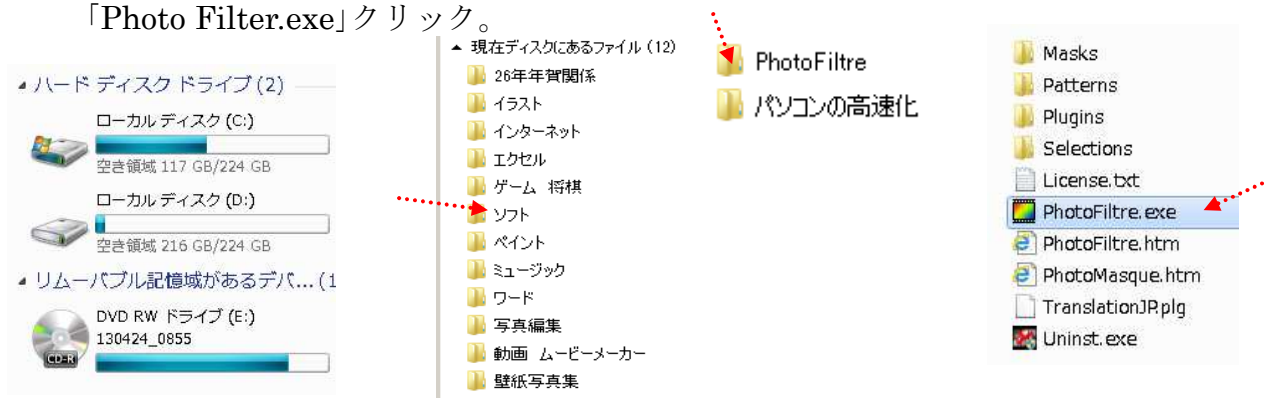 「Photo Filter.exe」クリック。
ハード ディスク ドライブ (2)
ローカル ディスク (C:)
空き領域 117 GB/224 GB
ローカル ディスク (D:)
空き領域 216 GB/224 GB
リムーバブル記憶域があるデバ... (1
DVD RW ドライブ (E:)
130424_0855
CD-R
現在ディスクにあるファイル (12)
26年年賀関係
イラスト
インターネット
エクセル
ゲーム 将棋
ソフト
ペイント
ミュージック
ワード
写真編集
動画 ムービーメーカー
壁紙写真集
PhotoFiltre
パソコンの高速化
Masks
Patterns
Plugins
Selections
License.txt
PhotoFiltre.exe
PhotoFiltre.htm
PhotoMasque.htm
TranslationJP.plg
Uninst.exe